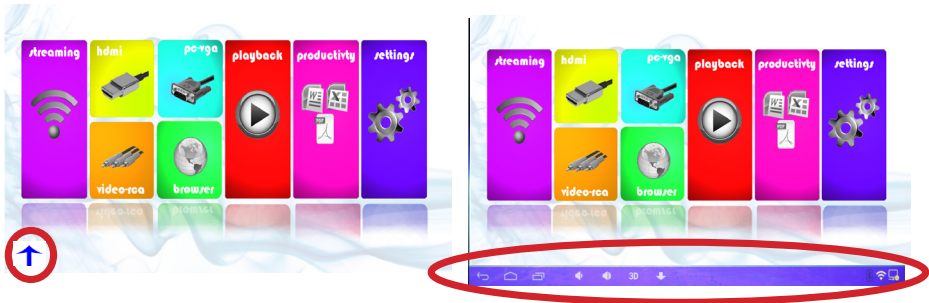 streaming hdmi pc-vga playback productivty settings
video-rca browser
streaming hdmi pc-vga playback productivty settings
video-rca browser
3D